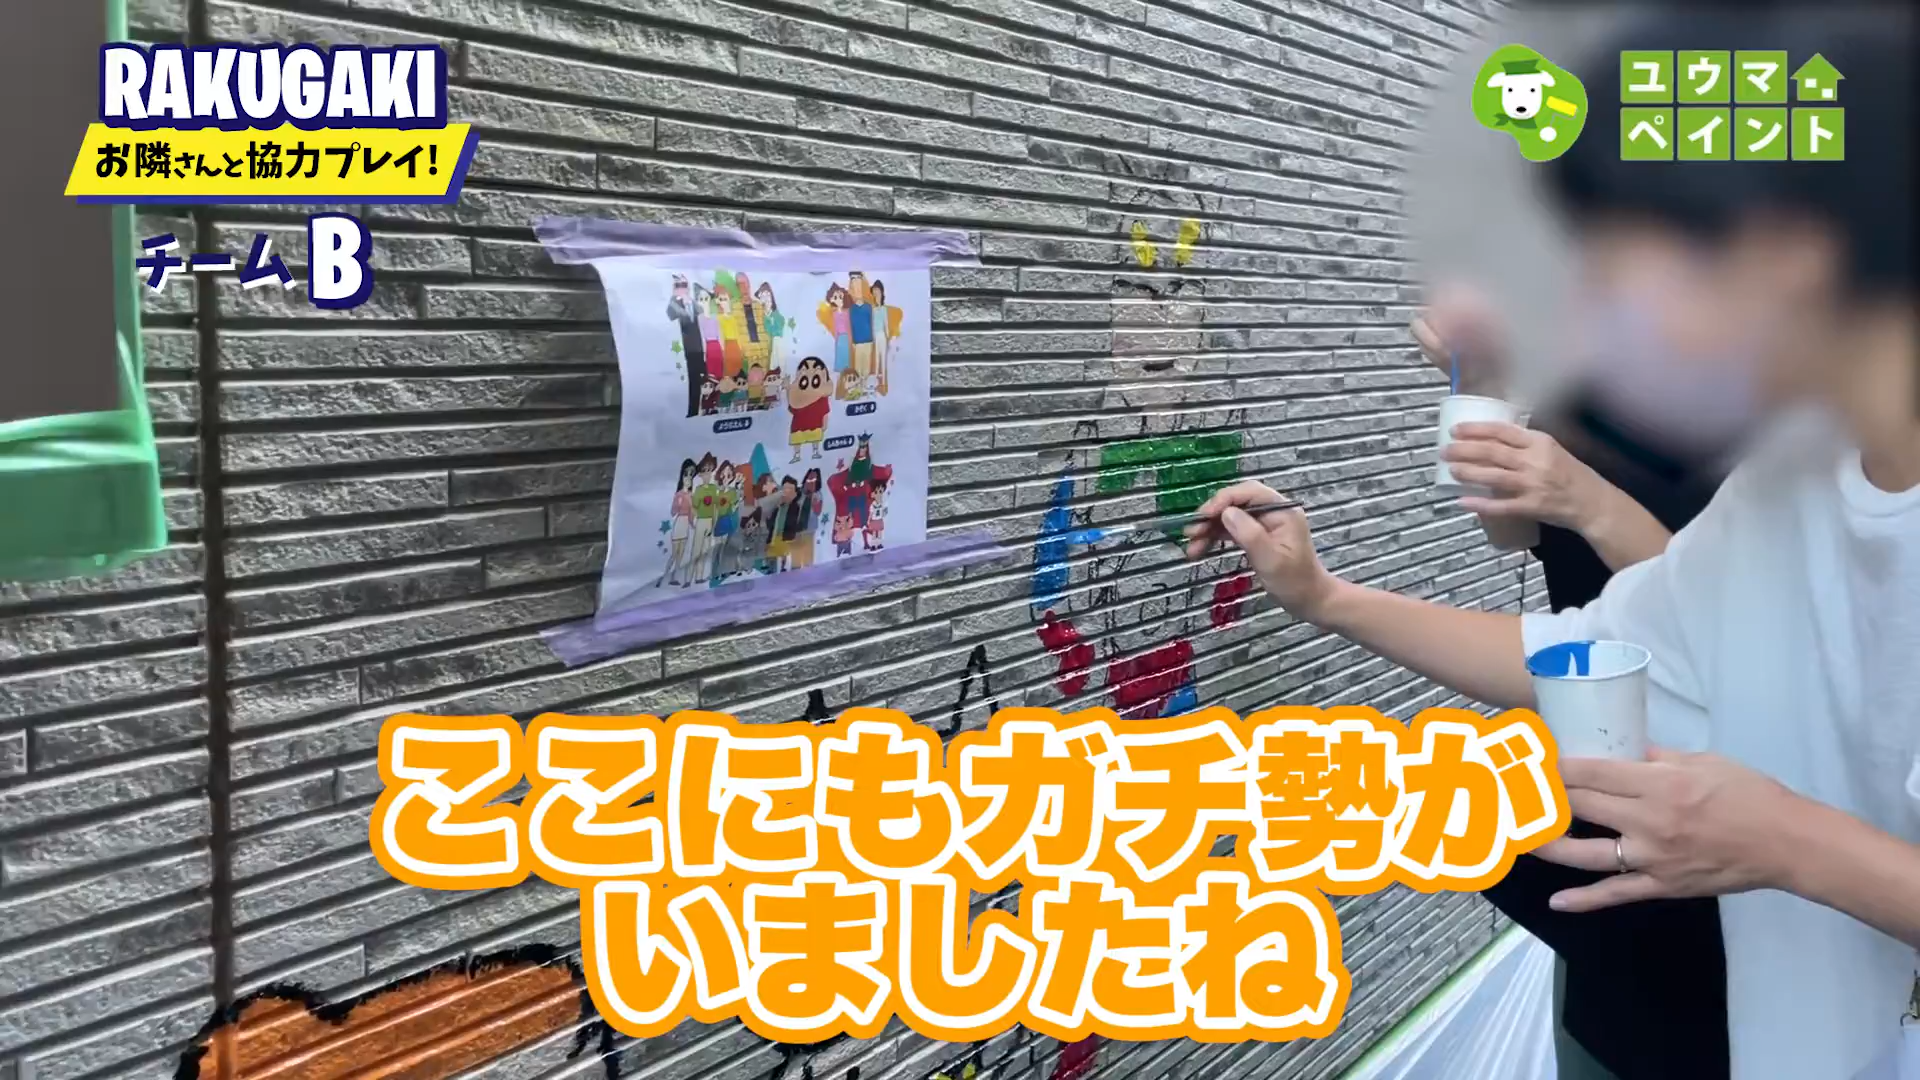 RAKUGAKI
お隣さんと協力プレイ!
チームB
ユウマ
ペイント
ここにもガチ勢が
いましたね